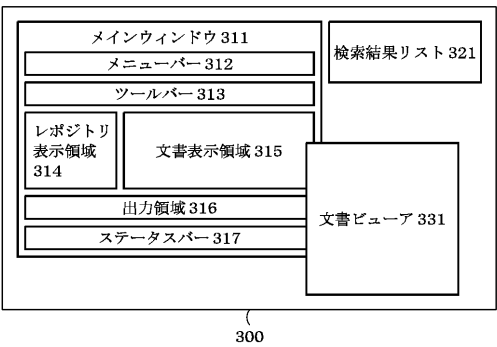 メインウィンドウ 311
メニューバー 312
ツールバー 313
レポジトリ
表示領域
314
文書表示領域 315
出力領域 316
ステータスバー 317
検索結果リスト 321
文書ビューア 331
300